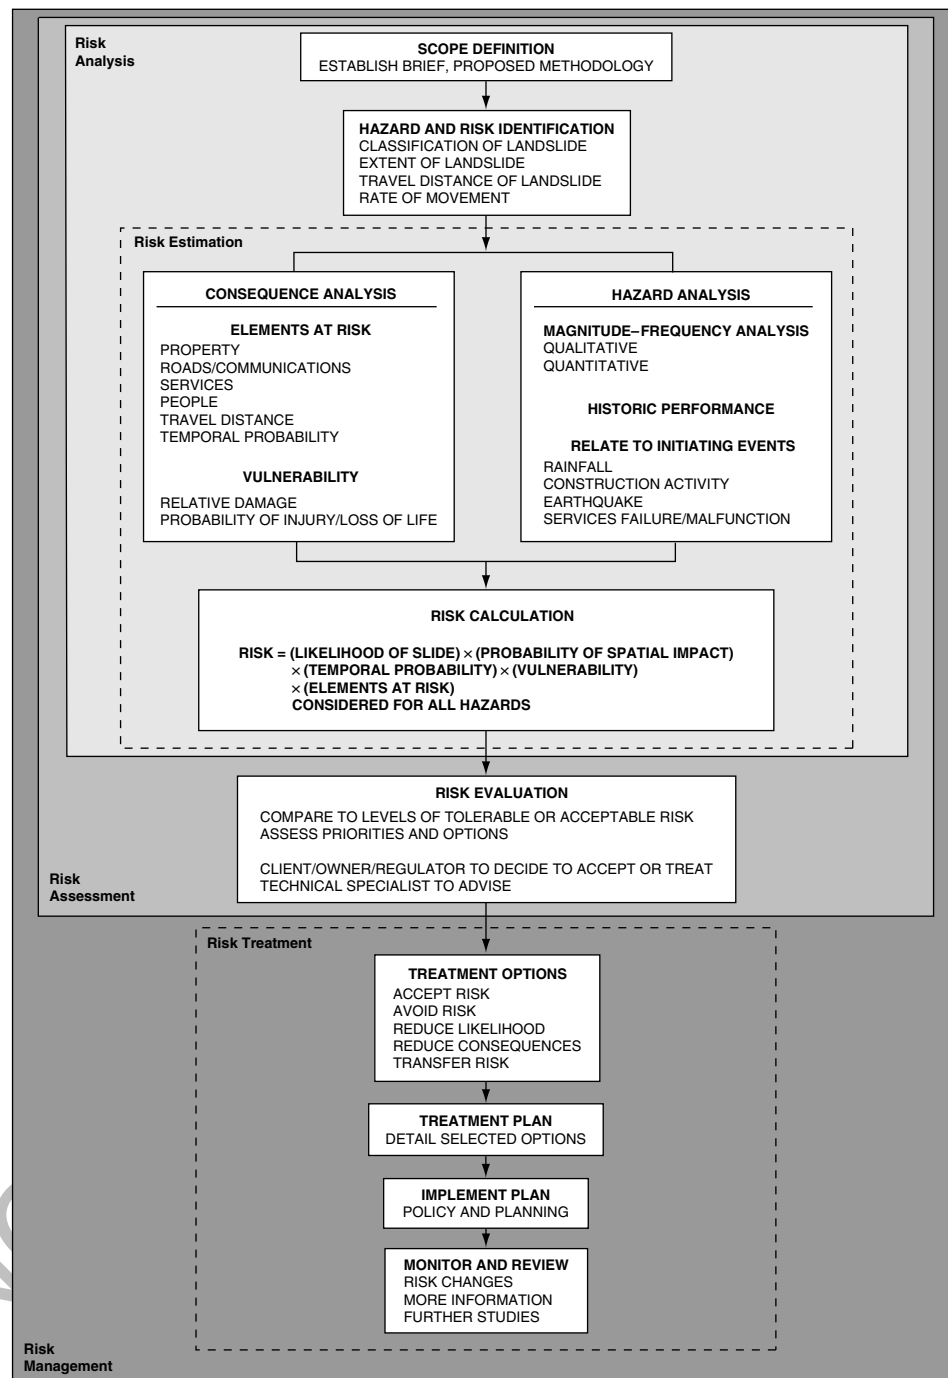 Risk
Analysis
SCOPE DEFINITION
ESTABLISH BRIEF, PROPOSED METHODOLOGY
HAZARD AND RISK IDENTIFICATION
CLASSIFICATION OF LANDSLIDE
EXTENT OF LANDSLIDE
TRAVEL DISTANCE OF LANDSLIDE
RATE OF MOVEMENT
Risk Estimation
CONSEQUENCE ANALYSIS
ELEMENTS AT RISK
PROPERTY
ROADS/COMMUNICATIONS
SERVICES
PEOPLE
TRAVEL DISTANCE
TEMPORAL PROBABILITY
VULNERABILITY
RELATIVE DAMAGE
PROBABILITY OF INJURY/LOSS OF LIFE
HAZARD ANALYSIS
MAGNITUDE–FREQUENCY ANALYSIS
QUALITATIVE
QUANTITATIVE
HISTORIC PERFORMANCE
RELATE TO INITIATING EVENTS
RAINFALL
CONSTRUCTION ACTIVITY
EARTHQUAKE
SERVICES FAILURE/MALFUNCTION
RISK CALCULATION
RISK = (LIKELIHOOD OF SLIDE) × (PROBABILITY OF SPATIAL IMPACT)
× (TEMPORAL PROBABILITY) × (VULNERABILITY)
× (ELEMENTS AT RISK)
CONSIDERED FOR ALL HAZARDS
RISK EVALUATION
COMPARE TO LEVELS OF TOLERABLE OR ACCEPTABLE RISK
ASSESS PRIORITIES AND OPTIONS
CLIENT/OWNER/REGULATOR TO DECIDE TO ACCEPT OR TREAT
TECHNICAL SPECIALIST TO ADVISE
Risk
Assessment
Risk Treatment
TREATMENT OPTIONS
ACCEPT RISK
AVOID RISK
REDUCE LIKELIHOOD
REDUCE CONSEQUENCES
TRANSFER RISK
TREATMENT PLAN
DETAIL SELECTED OPTIONS
IMPLEMENT PLAN
POLICY AND PLANNING
MONITOR AND REVIEW
RISK CHANGES
MORE INFORMATION
FURTHER STUDIES
Risk
Management